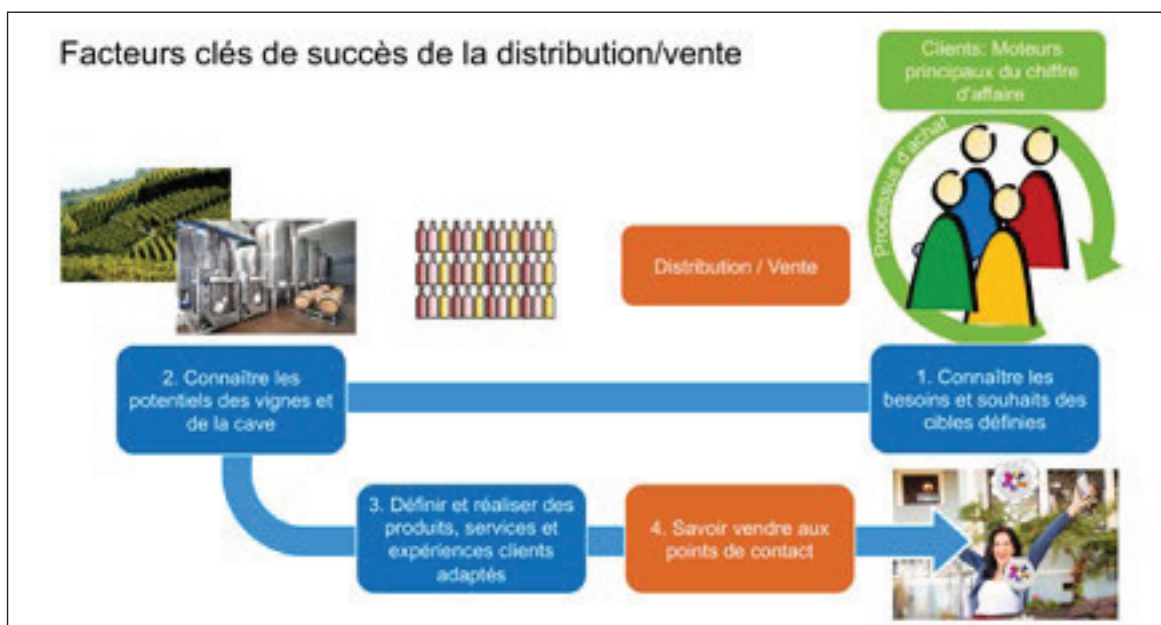 Facteurs clés de succès de la distribution/vente
Clients: Moteurs
principaux du chiffre
d'affaire
Processus d'achat
Distribution / Vente
2. Connaître les
potentiels des vignes et
de la cave
1. Connaître les
besoins et souhaits des
cibles définies
3. Définir et réaliser des
produits, services et
expériences clients
adaptés
4. Savoir vendre aux
points de contact